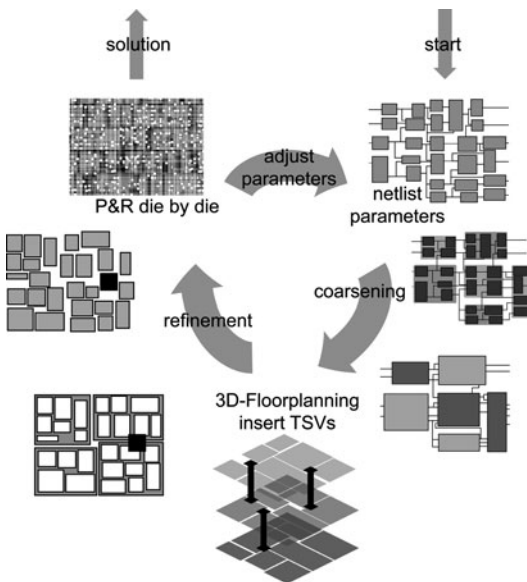 solution
start
adjust
parameters
P&R die by die
netlist
parameters
coarsening
refinement
3D-Floorplanning
insert TSVs